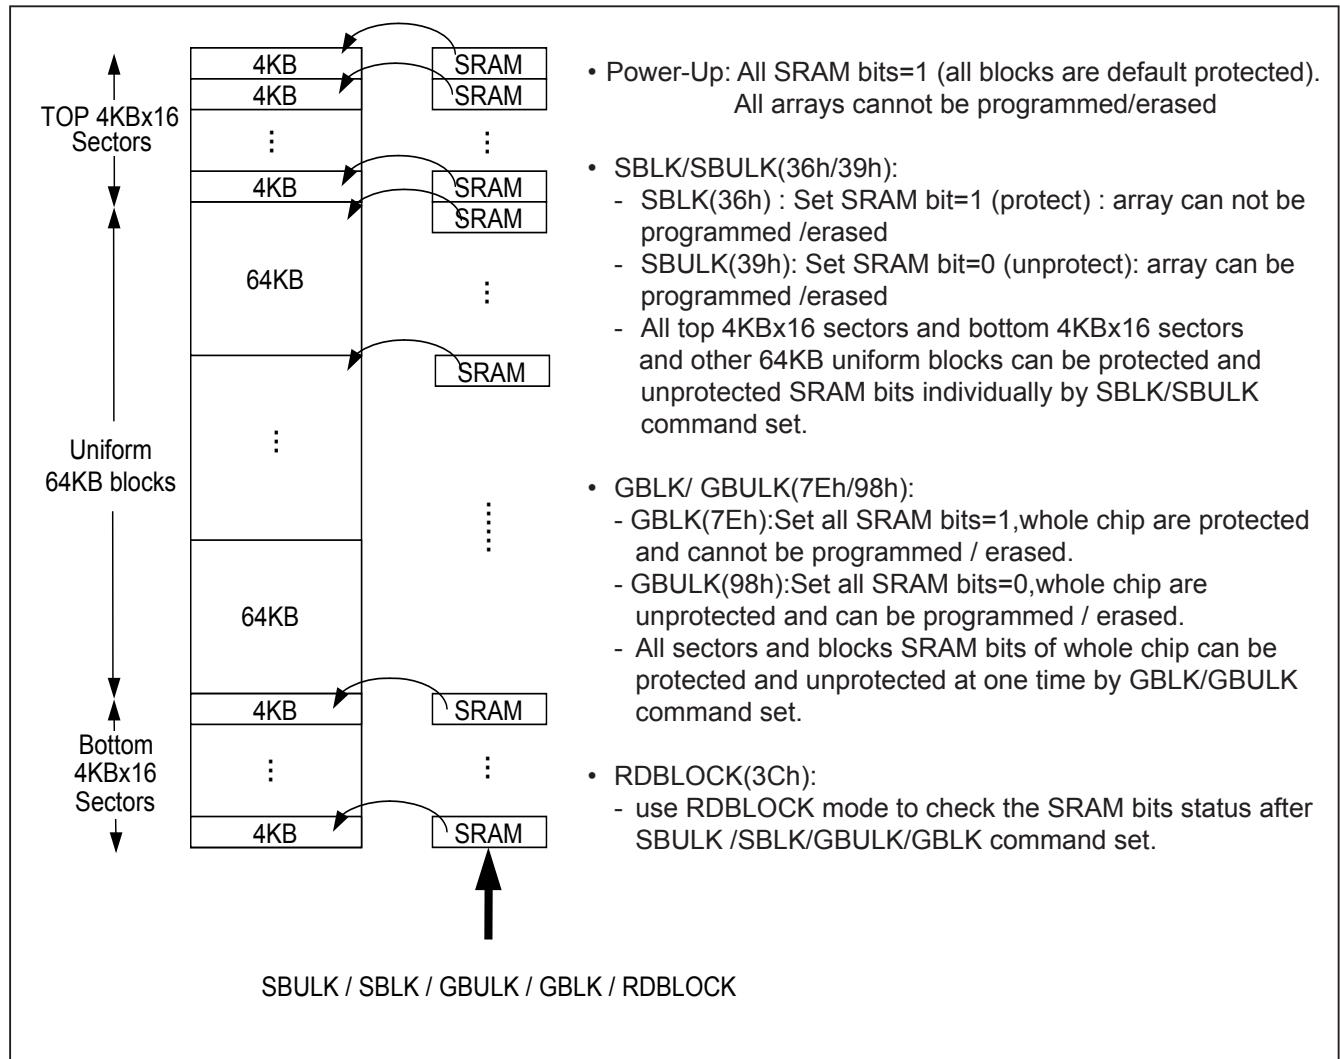 4KB
SRAM
4KB
SRAM
TOP 4KBx16
Sectors
4KB
SRAM
SRAM
64KB
SRAM
Uniform
64KB blocks
64KB
4KB
SRAM
Bottom
4KBx16
Sectors
4KB
SRAM
SBULK / SBLK / GBULK / GBLK / RDBLOCK
• Power-Up: All SRAM bits=1 (all blocks are default protected).
All arrays cannot be programmed/erased
• SBLK/SBULK(36h/39h):
- SBLK(36h) : Set SRAM bit=1 (protect) : array can not be
programmed /erased
- SBULK(39h): Set SRAM bit=0 (unprotect): array can be
programmed /erased
- All top 4KBx16 sectors and bottom 4KBx16 sectors
and other 64KB uniform blocks can be protected and
unprotected SRAM bits individually by SBLK/SBULK
command set.
• GBLK/ GBULK(7Eh/98h):
- GBLK(7Eh):Set all SRAM bits=1,whole chip are protected
and cannot be programmed / erased.
- GBULK(98h):Set all SRAM bits=0,whole chip are
unprotected and can be programmed / erased.
- All sectors and blocks SRAM bits of whole chip can be
protected and unprotected at one time by GBLK/GBULK
command set.
• RDBLOCK(3Ch):
- use RDBLOCK mode to check the SRAM bits status after
SBULK /SBLK/GBULK/GBLK command set.